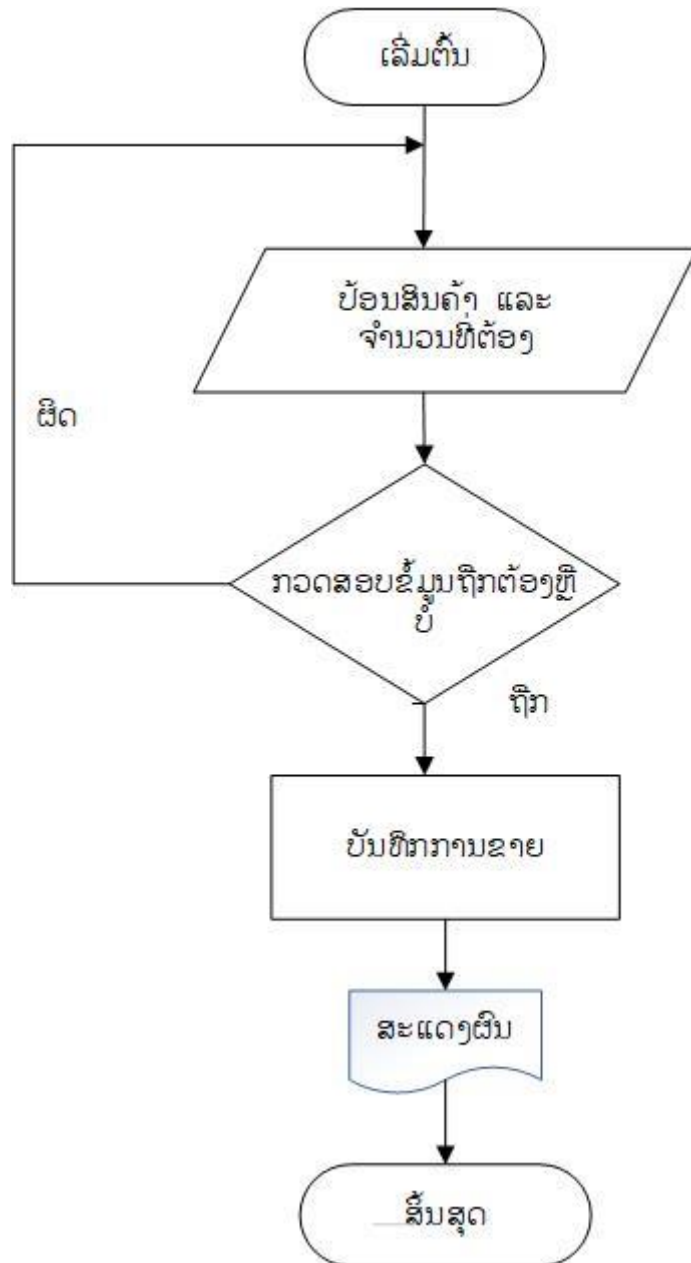 ເລີ່ມຕົ້ນ
ປ້ອນສິນຄ້າ ແລະ
ຈຳນວນທີ່ຕ້ອງ
ຜິດ
ກວດສອບຂໍ້ມູນຖືກຕ້ອງຫຼື
ບໍ່
ຖືກ
ບັນທຶກການຂາຍ
ສະແດງຜົນ
ສິ້ນສຸດ